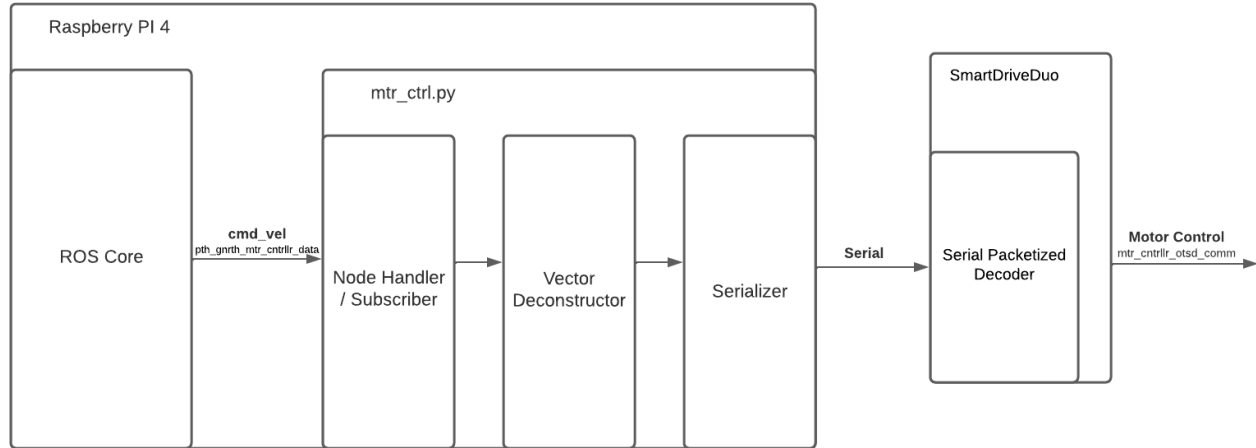 Raspberry PI 4
mtr_ctrl.py
SmartDriveDuo
ROS Core
cmd_vel
pth_gnrth_mtr_cntrllr_data
Node Handler
/ Subscriber
Vector
Deconstructor
Serializer
Serial
Serial Packetized
Decoder
Motor Control
mtr_cntrllr_otsd_comm